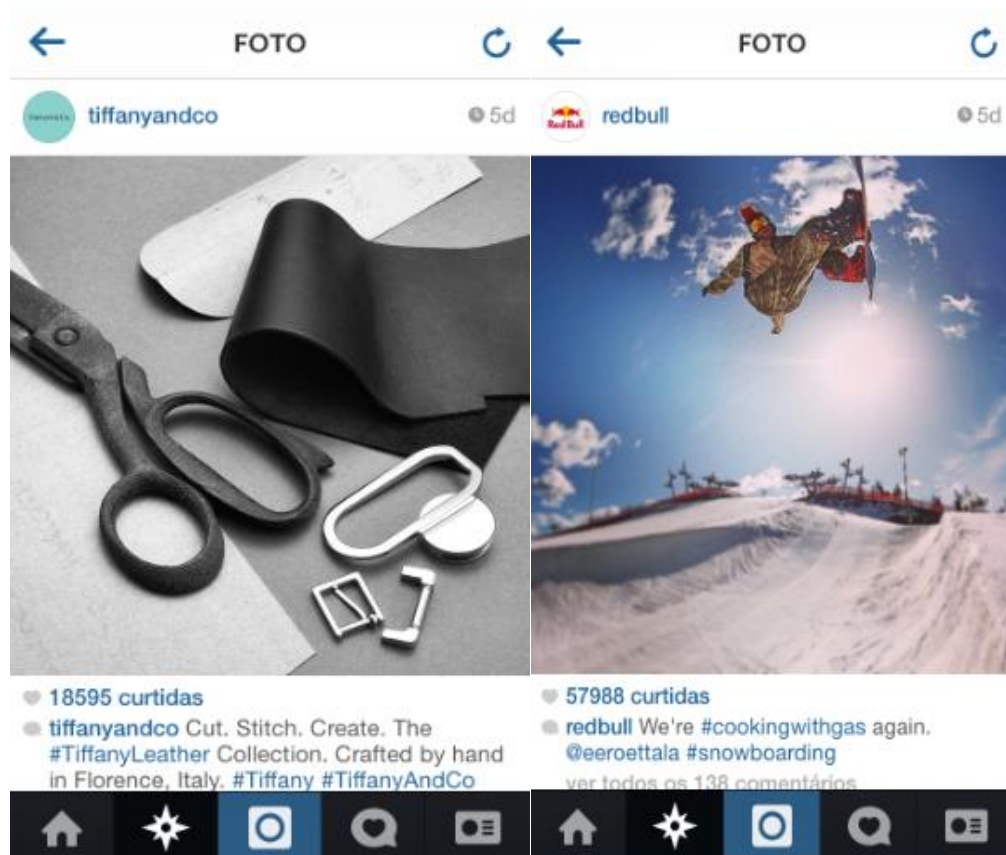 FOTO
tiffanyandco
5d
18595 curtidas
tiffanyandco Cut. Stitch. Create. The
#TiffanyLeather Collection. Crafted by hand
in Florence, Italy. #Tiffany #TiffanyAndCo
FOTO
Red Bull
redbull
5d
57988 curtidas
redbull We're #cookingwithgas again.
@eeroettala #snowboarding
ver todos os 138 comentários